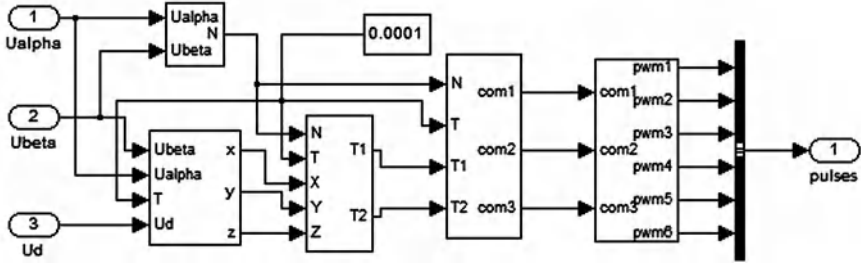 1
Ualpha
2
Ubeta
3
Ud
Ualpha
N
Ubeta
0.0001
Ubeta
Ualpha
T
Ud
x
y
z
N
T
X
Y
Z
T1
T2
N
T
T1
T2
com1
com2
com3
com1
com2
com3
pwm1
pwm2
pwm3
pwm4
pwm5
pwm6
1
pulses